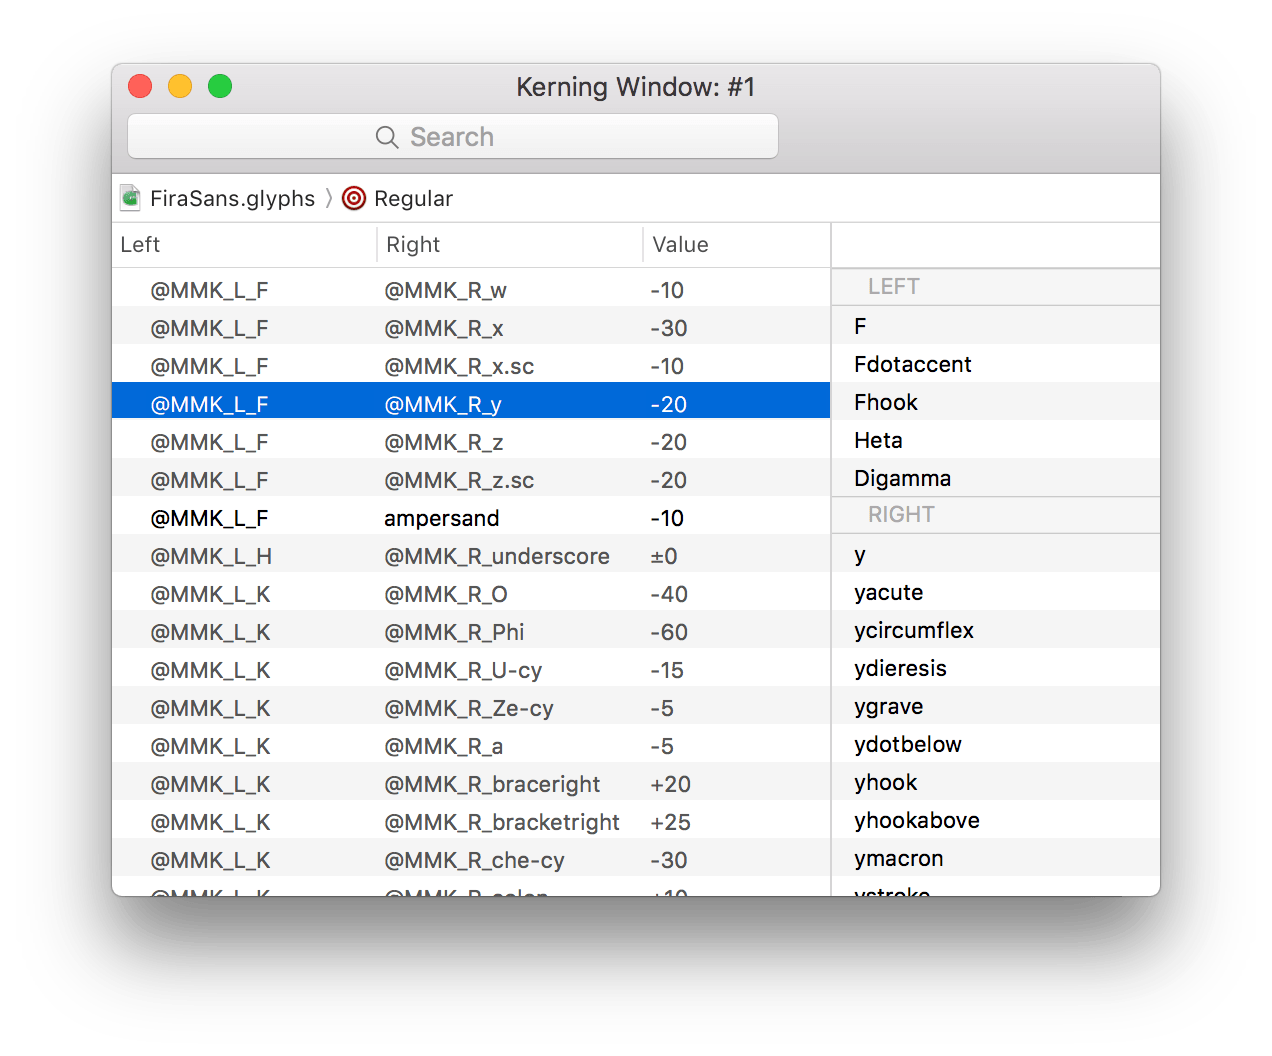 Kerning Window: #1
Search
FiraSans.glyphs 〉 Regular
Left Right Value
@MMK_L_F @MMK_R_w -10
@MMK_L_F @MMK_R_x -30
@MMK_L_F @MMK_R_x.sc -10
@MMK_L_F @MMK_R_y -20
@MMK_L_F @MMK_R_z -20
@MMK_L_F @MMK_R_z.sc -20
@MMK_L_F ampersand -10
@MMK_L_H @MMK_R_underscore ±0
@MMK_L_K @MMK_R_O -40
@MMK_L_K @MMK_R_Phi -60
@MMK_L_K @MMK_R_U-cy -15
@MMK_L_K @MMK_R_Ze-cy -5
@MMK_L_K @MMK_R_a -5
@MMK_L_K @MMK_R_braceright +20
@MMK_L_K @MMK_R_bracketright +25
@MMK_L_K @MMK_R_che-cy -30
@MMK_L_K @MMK_R_colon +10
LEFT
F
Fdotaccent
Fhook
Heta
Digamma
RIGHT
y
yacute
ycircumflex
ydieresis
ygrave
ydotbelow
yhook
yhookabove
ymacron
ystroke